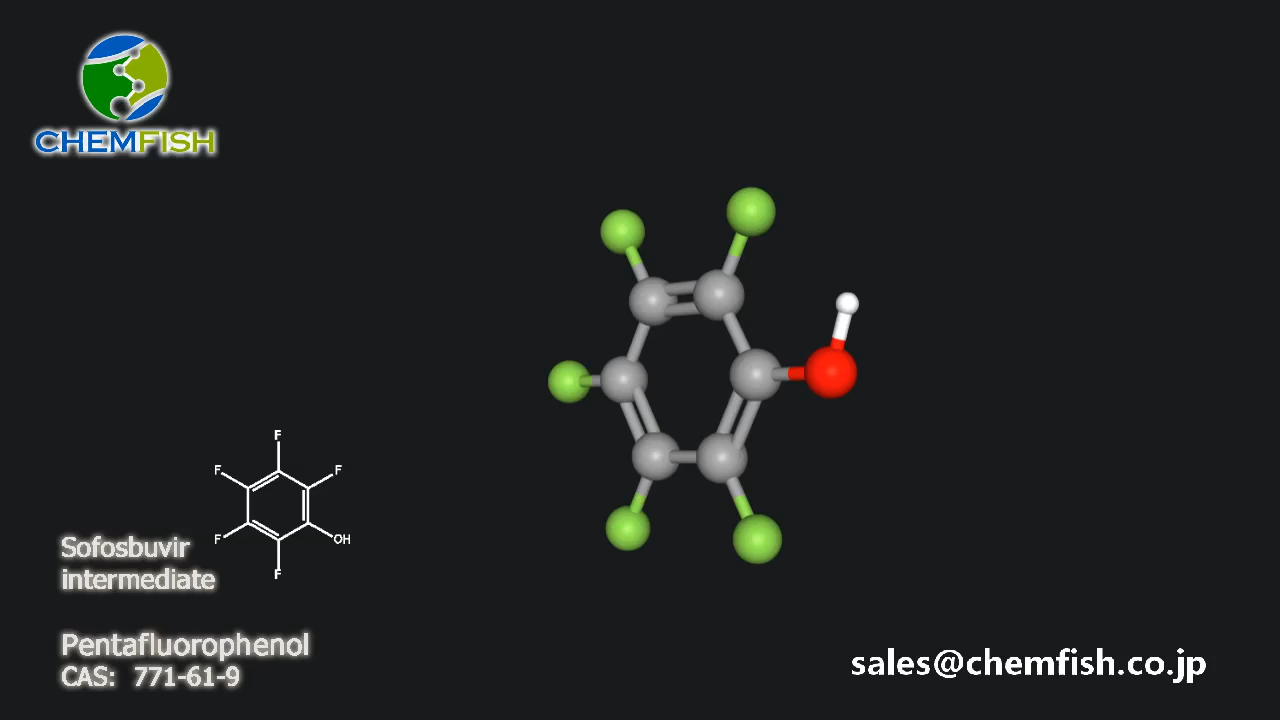 CHEMFISH
F
F
F
F
OH
F
Sofosbuvir
intermediate
Pentafluorophenol
CAS: 771-61-9
sales@chemfish.co.jp